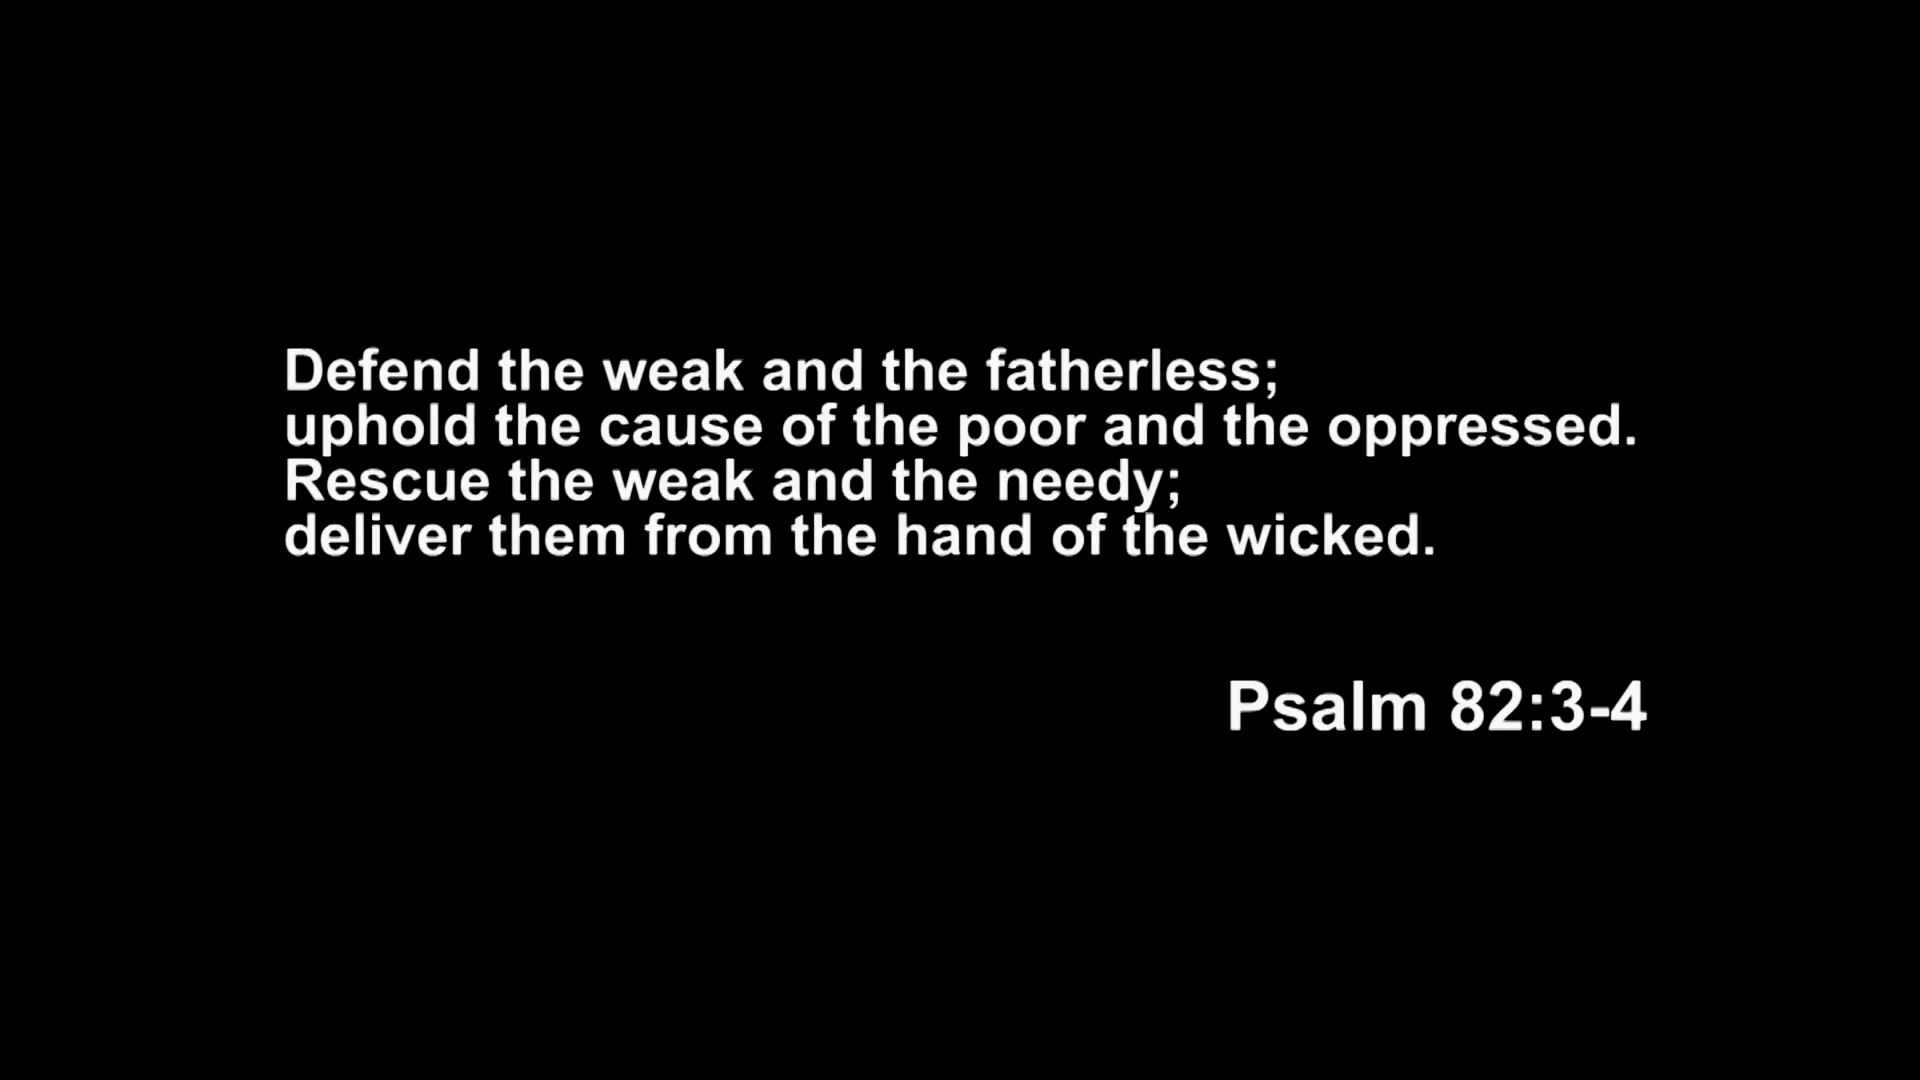 Defend the weak and the fatherless;
uphold the cause of the poor and the oppressed.
Rescue the weak and the needy;
deliver them from the hand of the wicked.
Psalm 82:3-4